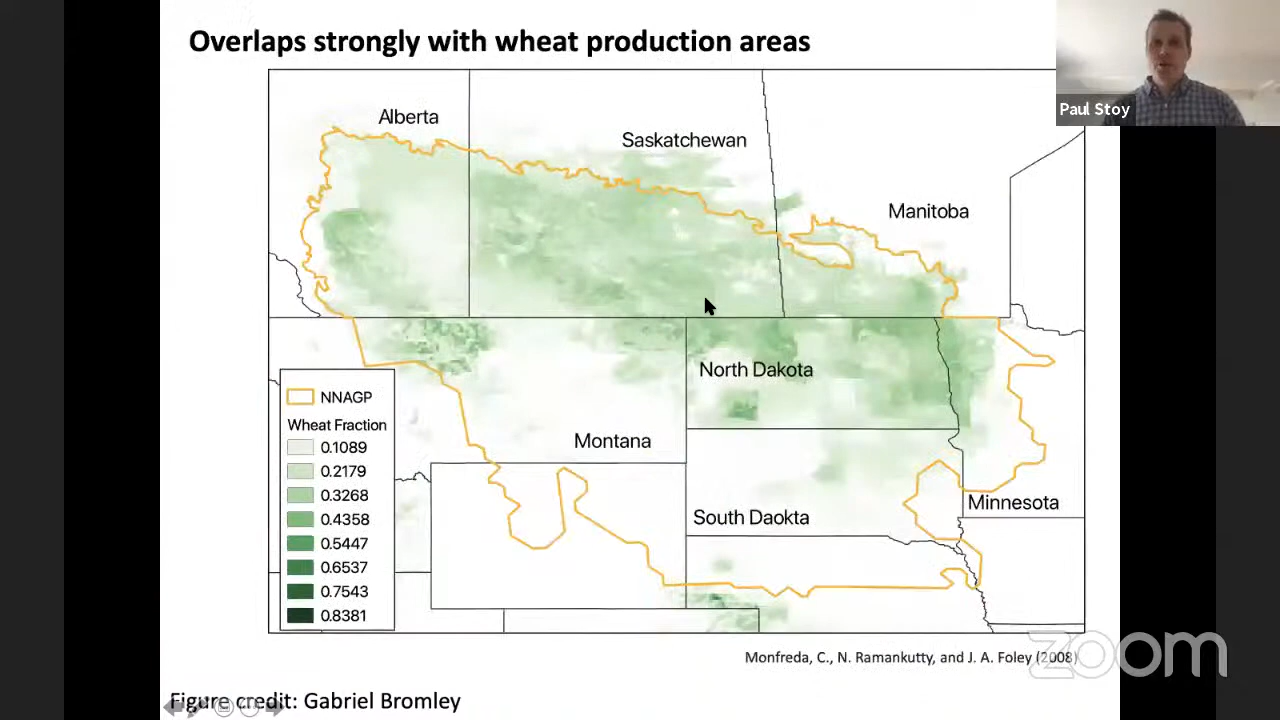 Overlaps strongly with wheat production areas
Paul Stoy
Alberta
Saskatchewan
Manitoba
North Dakota
Montana
South Daokta
Minnesota
NNAGP
Wheat Fraction
0.1089
0.2179
0.3268
0.4358
0.5447
0.6537
0.7543
0.8381
Monfreda, C., N. Ramankutty, and J. A. Foley (2008)
zoom
Figure credit: Gabriel Bromley